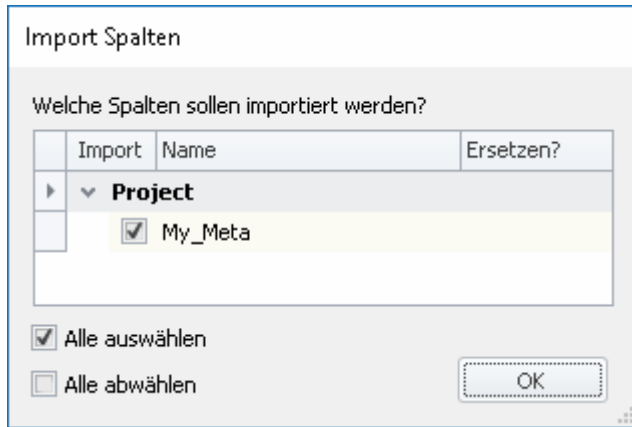 Import Spalten
Welche Spalten sollen importiert werden?
Import Name Ersetzen?
Project
My_Meta
Alle auswählen
Alle abwählen
OK